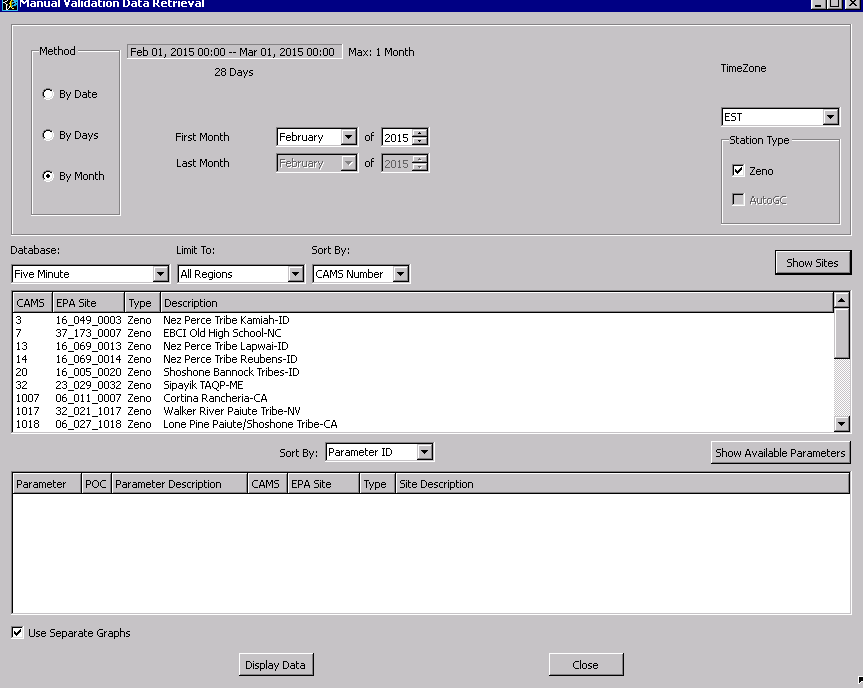 Manual Validation Data Retrieval
Method
Feb 01, 2015 00:00 -- Mar 01, 2015 00:00 Max: 1 Month
28 Days
TimeZone
By Date
EST
By Days
First Month February of 2015
Station Type
Last Month February of 2015
Zeno
By Month
AutoGC
Database: Limit To: Sort By:
Five Minute All Regions CAMS Number Show Sites
CAMS EPA Site Type Description
3 16_049_0003 Zeno Nez Perce Tribe Kamiah-ID
7 37_173_0007 Zeno EBCI Old High School-NC
13 16_069_0013 Zeno Nez Perce Tribe Lapwai-ID
14 16_069_0014 Zeno Nez Perce Tribe Reubens-ID
20 16_005_0020 Zeno Shoshone Bannock Tribes-ID
32 23_029_0032 Zeno Sipayik TAQP-ME
1007 06_011_0007 Zeno Cortina Rancheria-CA
1017 32_021_1017 Zeno Walker River Paiute Tribe-NV
1018 06_027_1018 Zeno Lone Pine Paiute/Shoshone Tribe-CA
Sort By: Parameter ID Show Available Parameters
Parameter POC Parameter Description CAMS EPA Site Type Site Description
Use Separate Graphs
Display Data Close